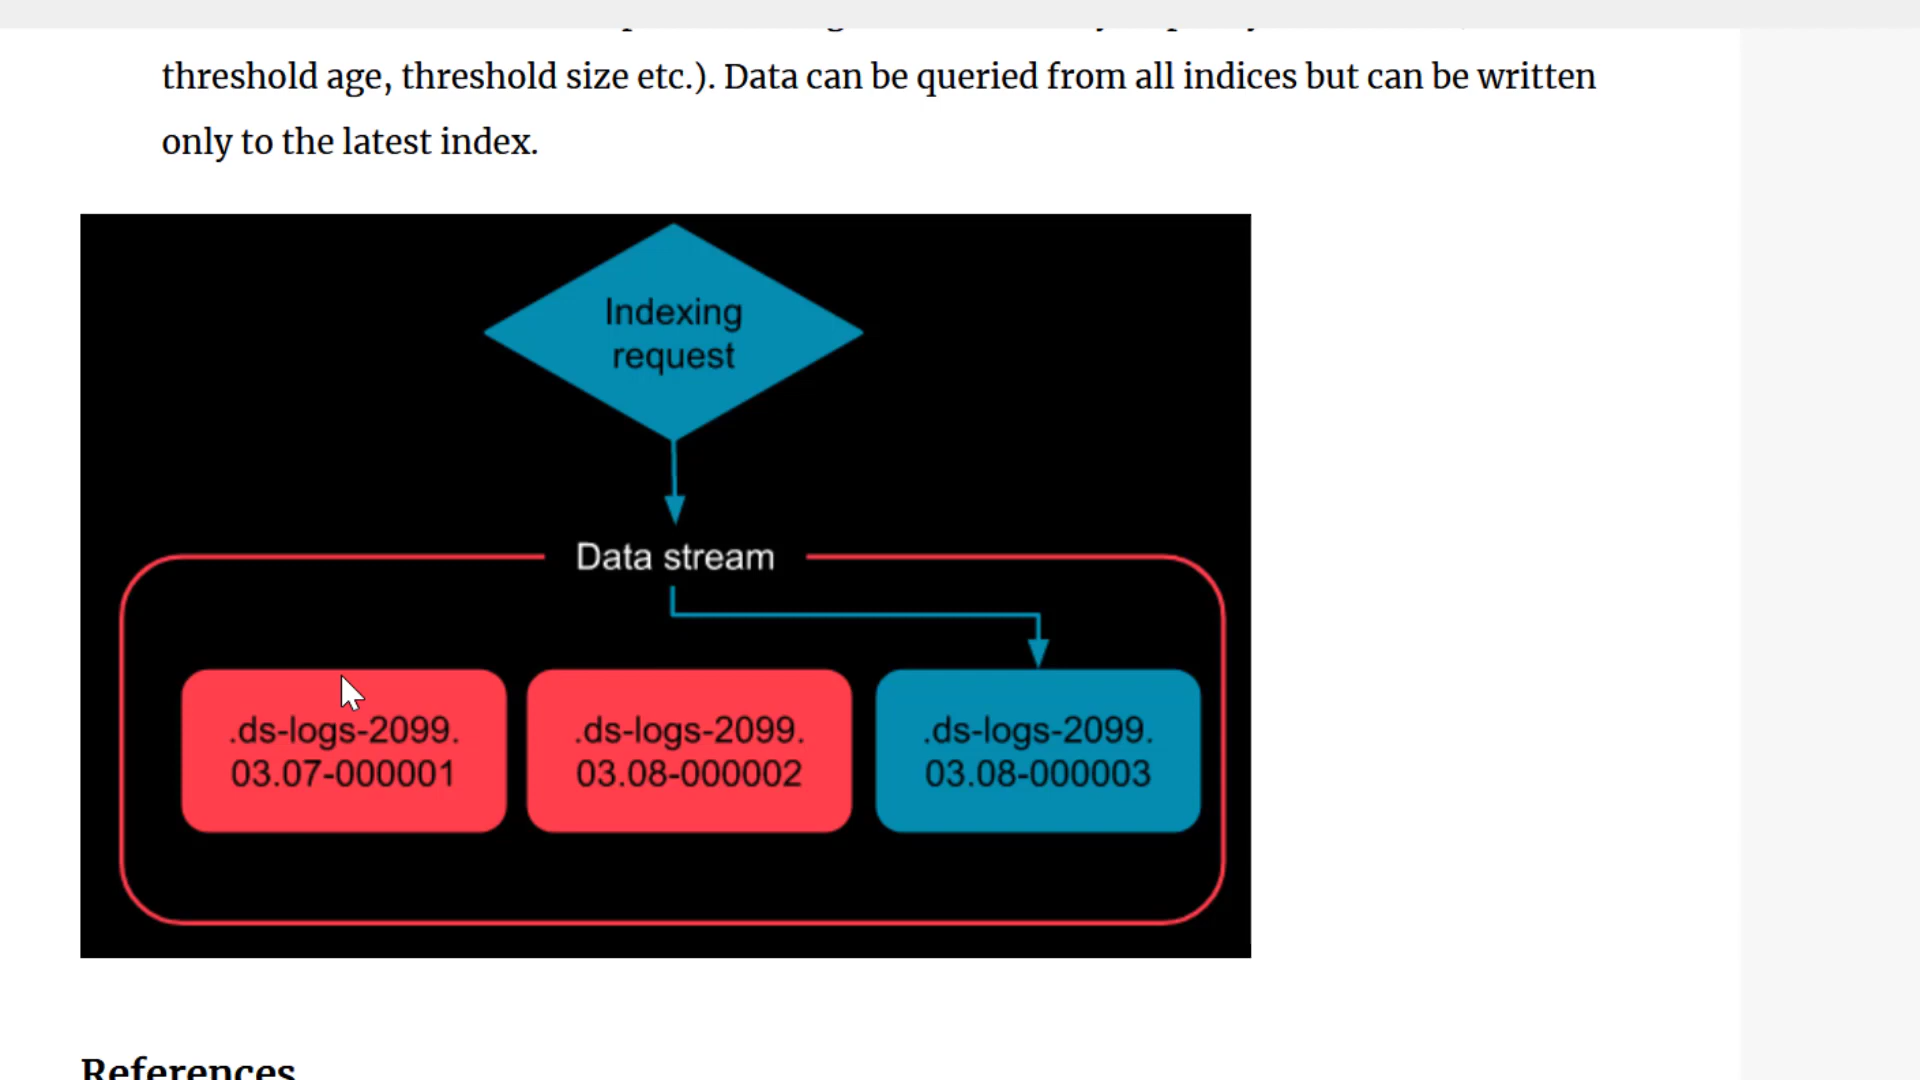 threshold age, threshold size etc.). Data can be queried from all indices but can be written
only to the latest index.
Indexing
request
Data stream
.ds-logs-2099.
03.07-000001
.ds-logs-2099.
03.08-000002
.ds-logs-2099.
03.08-000003
References